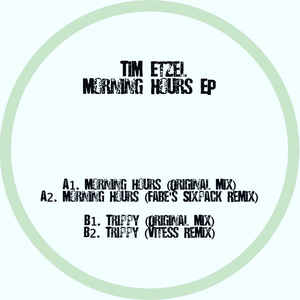 TIM ETZEL
MORNING HOURS EP
A1. MORNING HOURS (ORIGINAL MIX)
A2. MORNING HOURS (FABE'S SIXPACK REMIX)
B1. TRIPPY (ORIGINAL MIX)
B2. TRIPPY (VITESS REMIX)